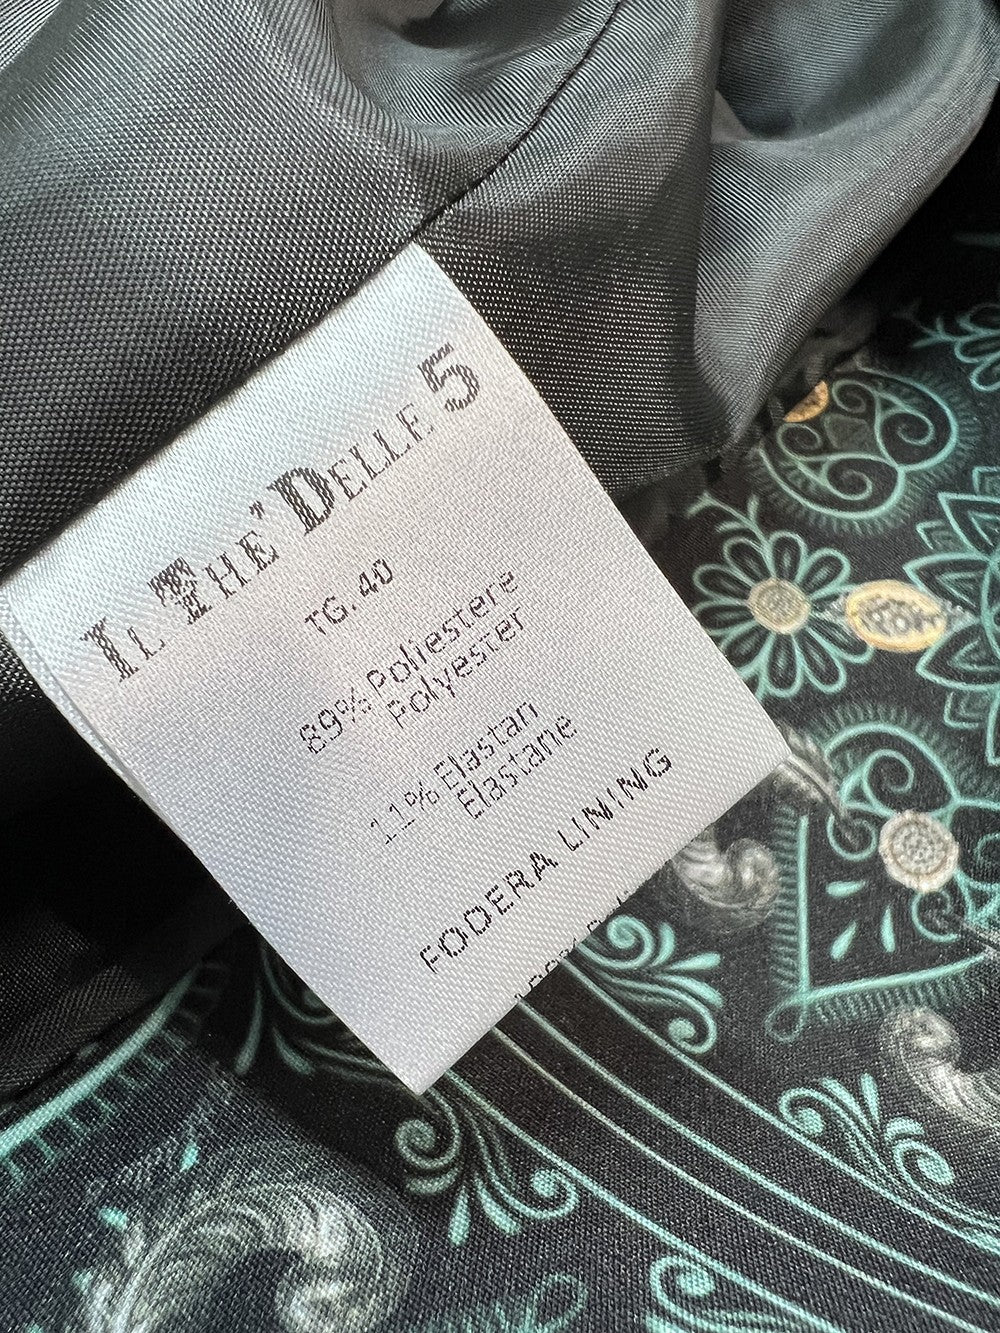 Il The' Delle 5
TG. 40
89% Poliestere
Polyester
11% Elastan
Elastane
FODERA LINING